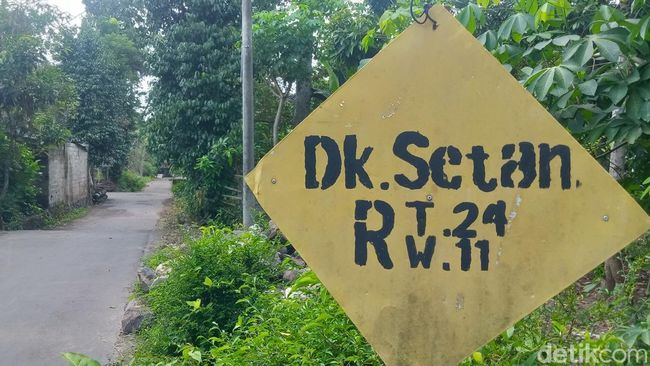 Dk. Setan
RT. 24
RW. 11
detikcom